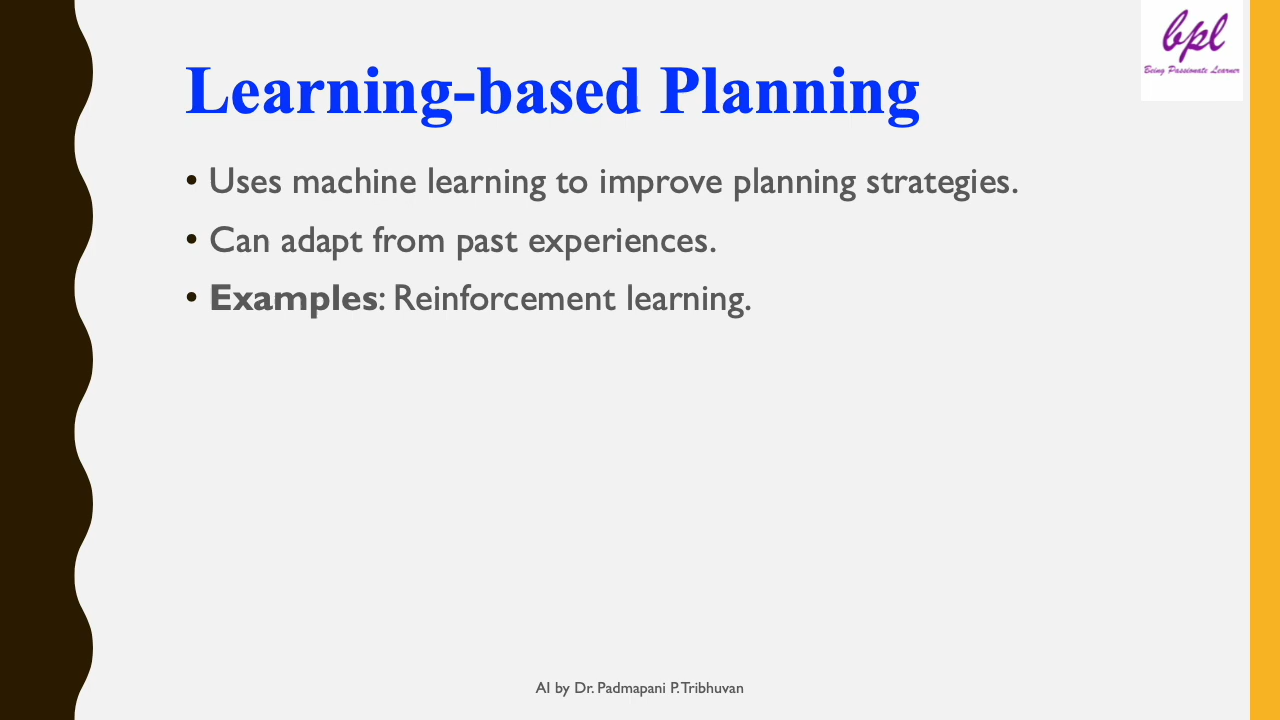 bpl
Being Passionate Learner
Learning-based Planning
• Uses machine learning to improve planning strategies.
• Can adapt from past experiences.
• Examples: Reinforcement learning.
AI by Dr. Padmapani P. Tribhuvan